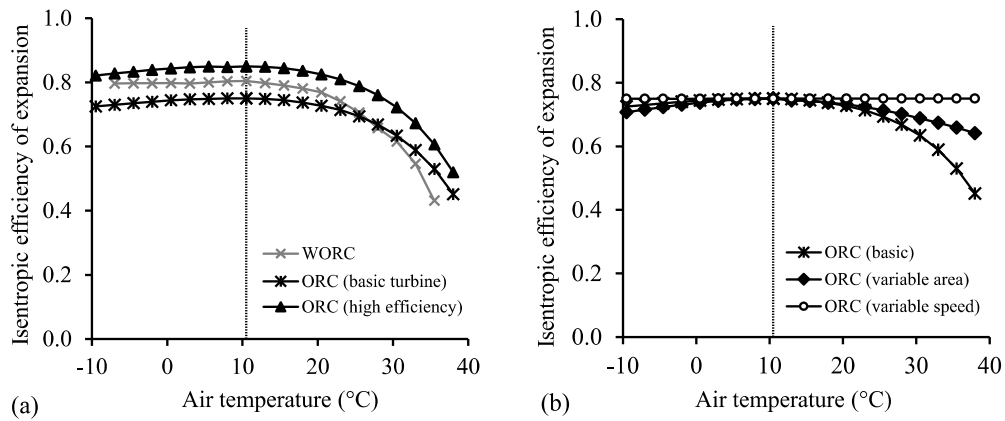 Isentropic efficiency of expansion
1.0
0.8
0.6
0.4
0.2
0.0
WORC
ORC (basic turbine)
ORC (high efficiency)
-10
0
10
20
30
40
Air temperature (°C)
(a)
Isentropic efficiency of expansion
1.0
0.8
0.6
0.4
0.2
0.0
ORC (basic)
ORC (variable area)
ORC (variable speed)
-10
0
10
20
30
40
Air temperature (°C)
(b)